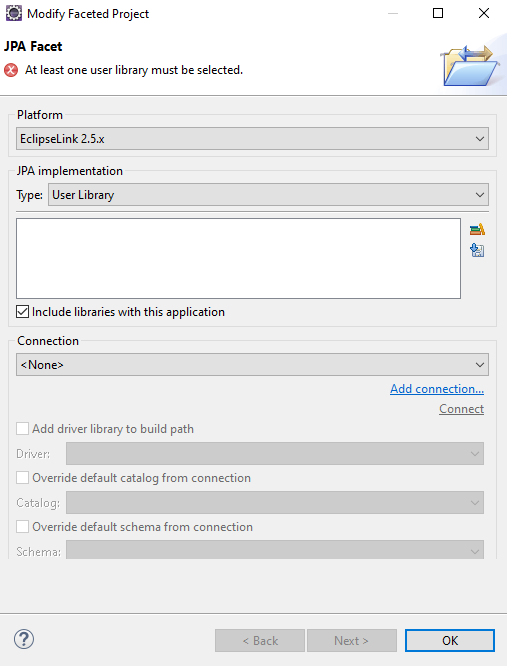 Modify Faceted Project
JPA Facet
At least one user library must be selected.
Platform
EclipseLink 2.5.x
JPA implementation
Type: User Library
Include libraries with this application
Connection
<None>
Add connection...
Connect
Add driver library to build path
Driver:
Override default catalog from connection
Catalog:
Override default schema from connection
Schema:
? < Back Next > OK